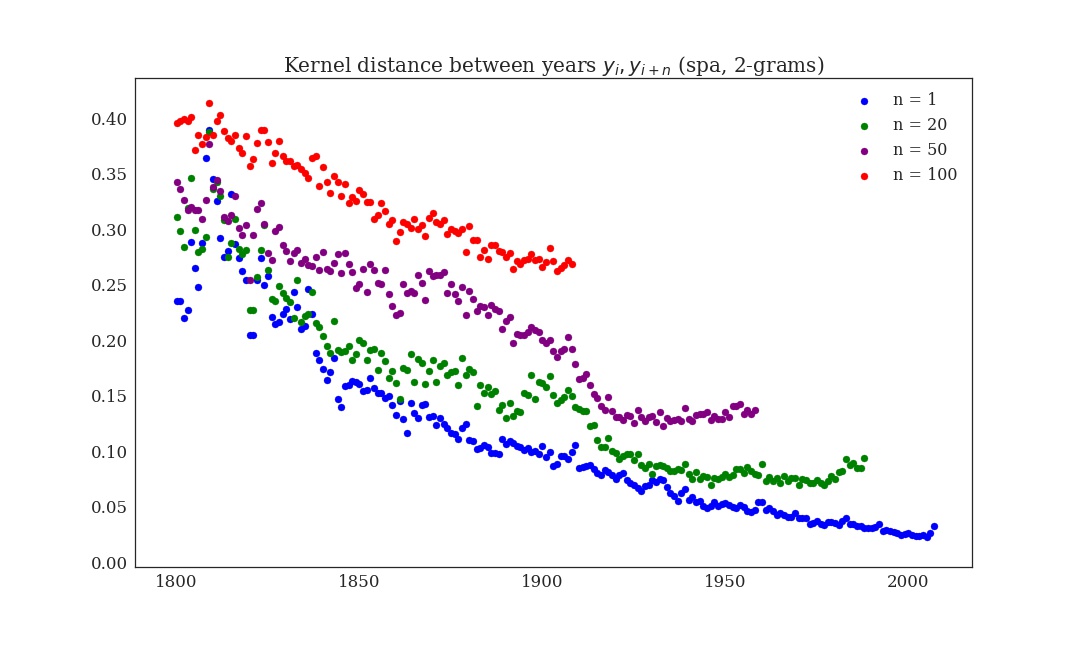 Kernel distance between years $y_i, y_{i+n}$ (spa, 2-grams)
n = 1
n = 20
n = 50
n = 100
0.40
0.35
0.30
0.25
0.20
0.15
0.10
0.05
0.00
1800 1850 1900 1950 2000